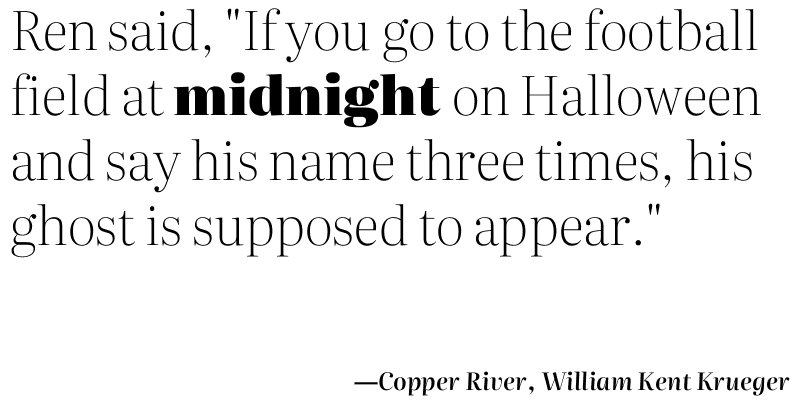 Ren said, "If you go to the football
field at midnight on Halloween
and say his name three times, his
ghost is supposed to appear."
—Copper River, William Kent Krueger